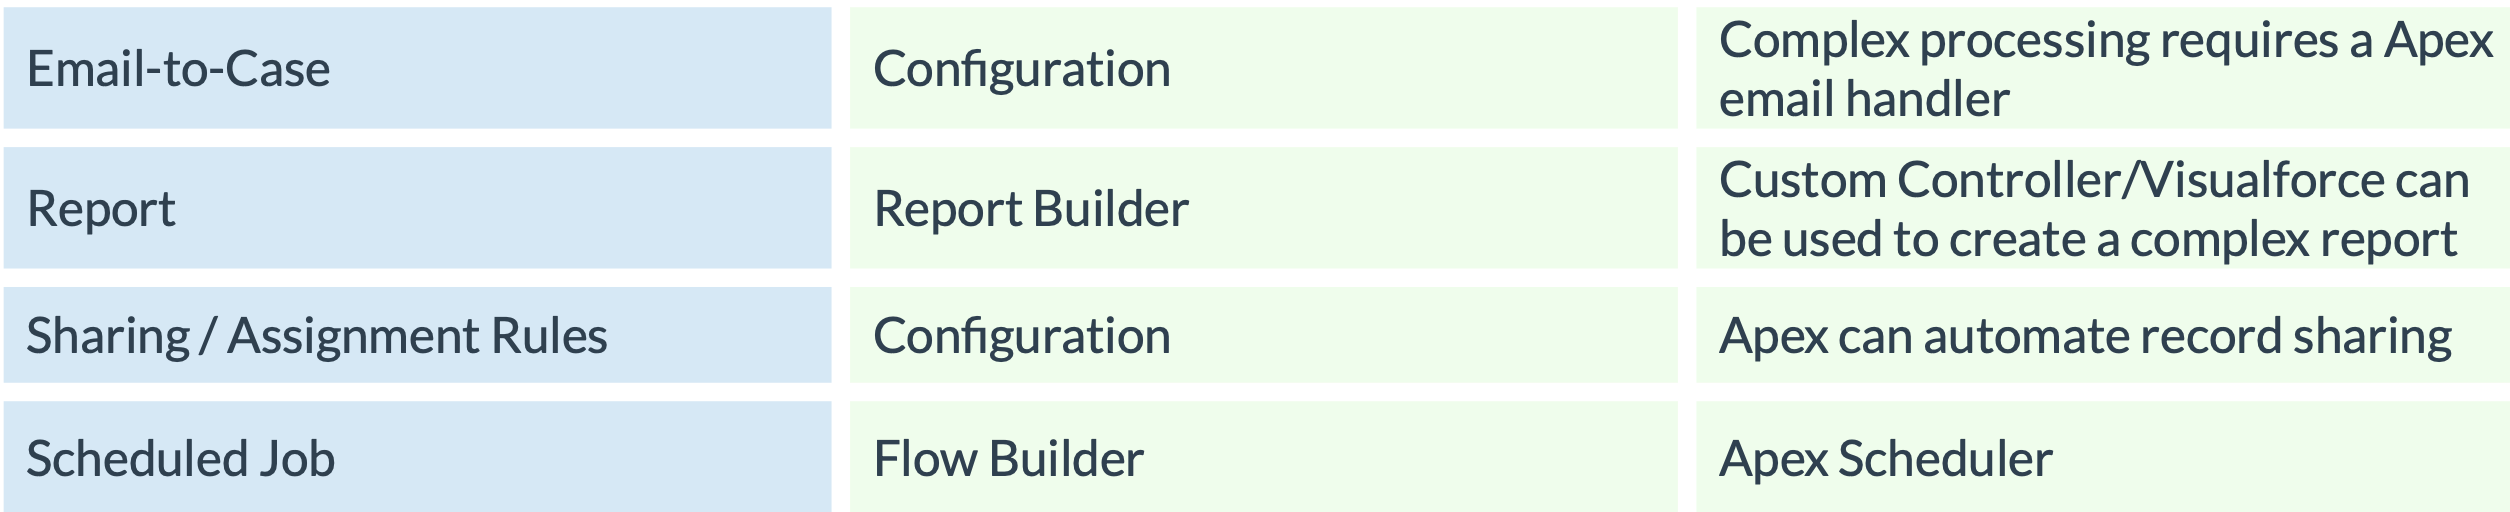 Email-to-Case
Configuration
Complex processing requires a Apex
email handler
Report
Report Builder
Custom Controller/Visualforce can
be used to create a complex report
Sharing / Assignment Rules
Configuration
Apex can automate record sharing
Scheduled Job
Flow Builder
Apex Scheduler